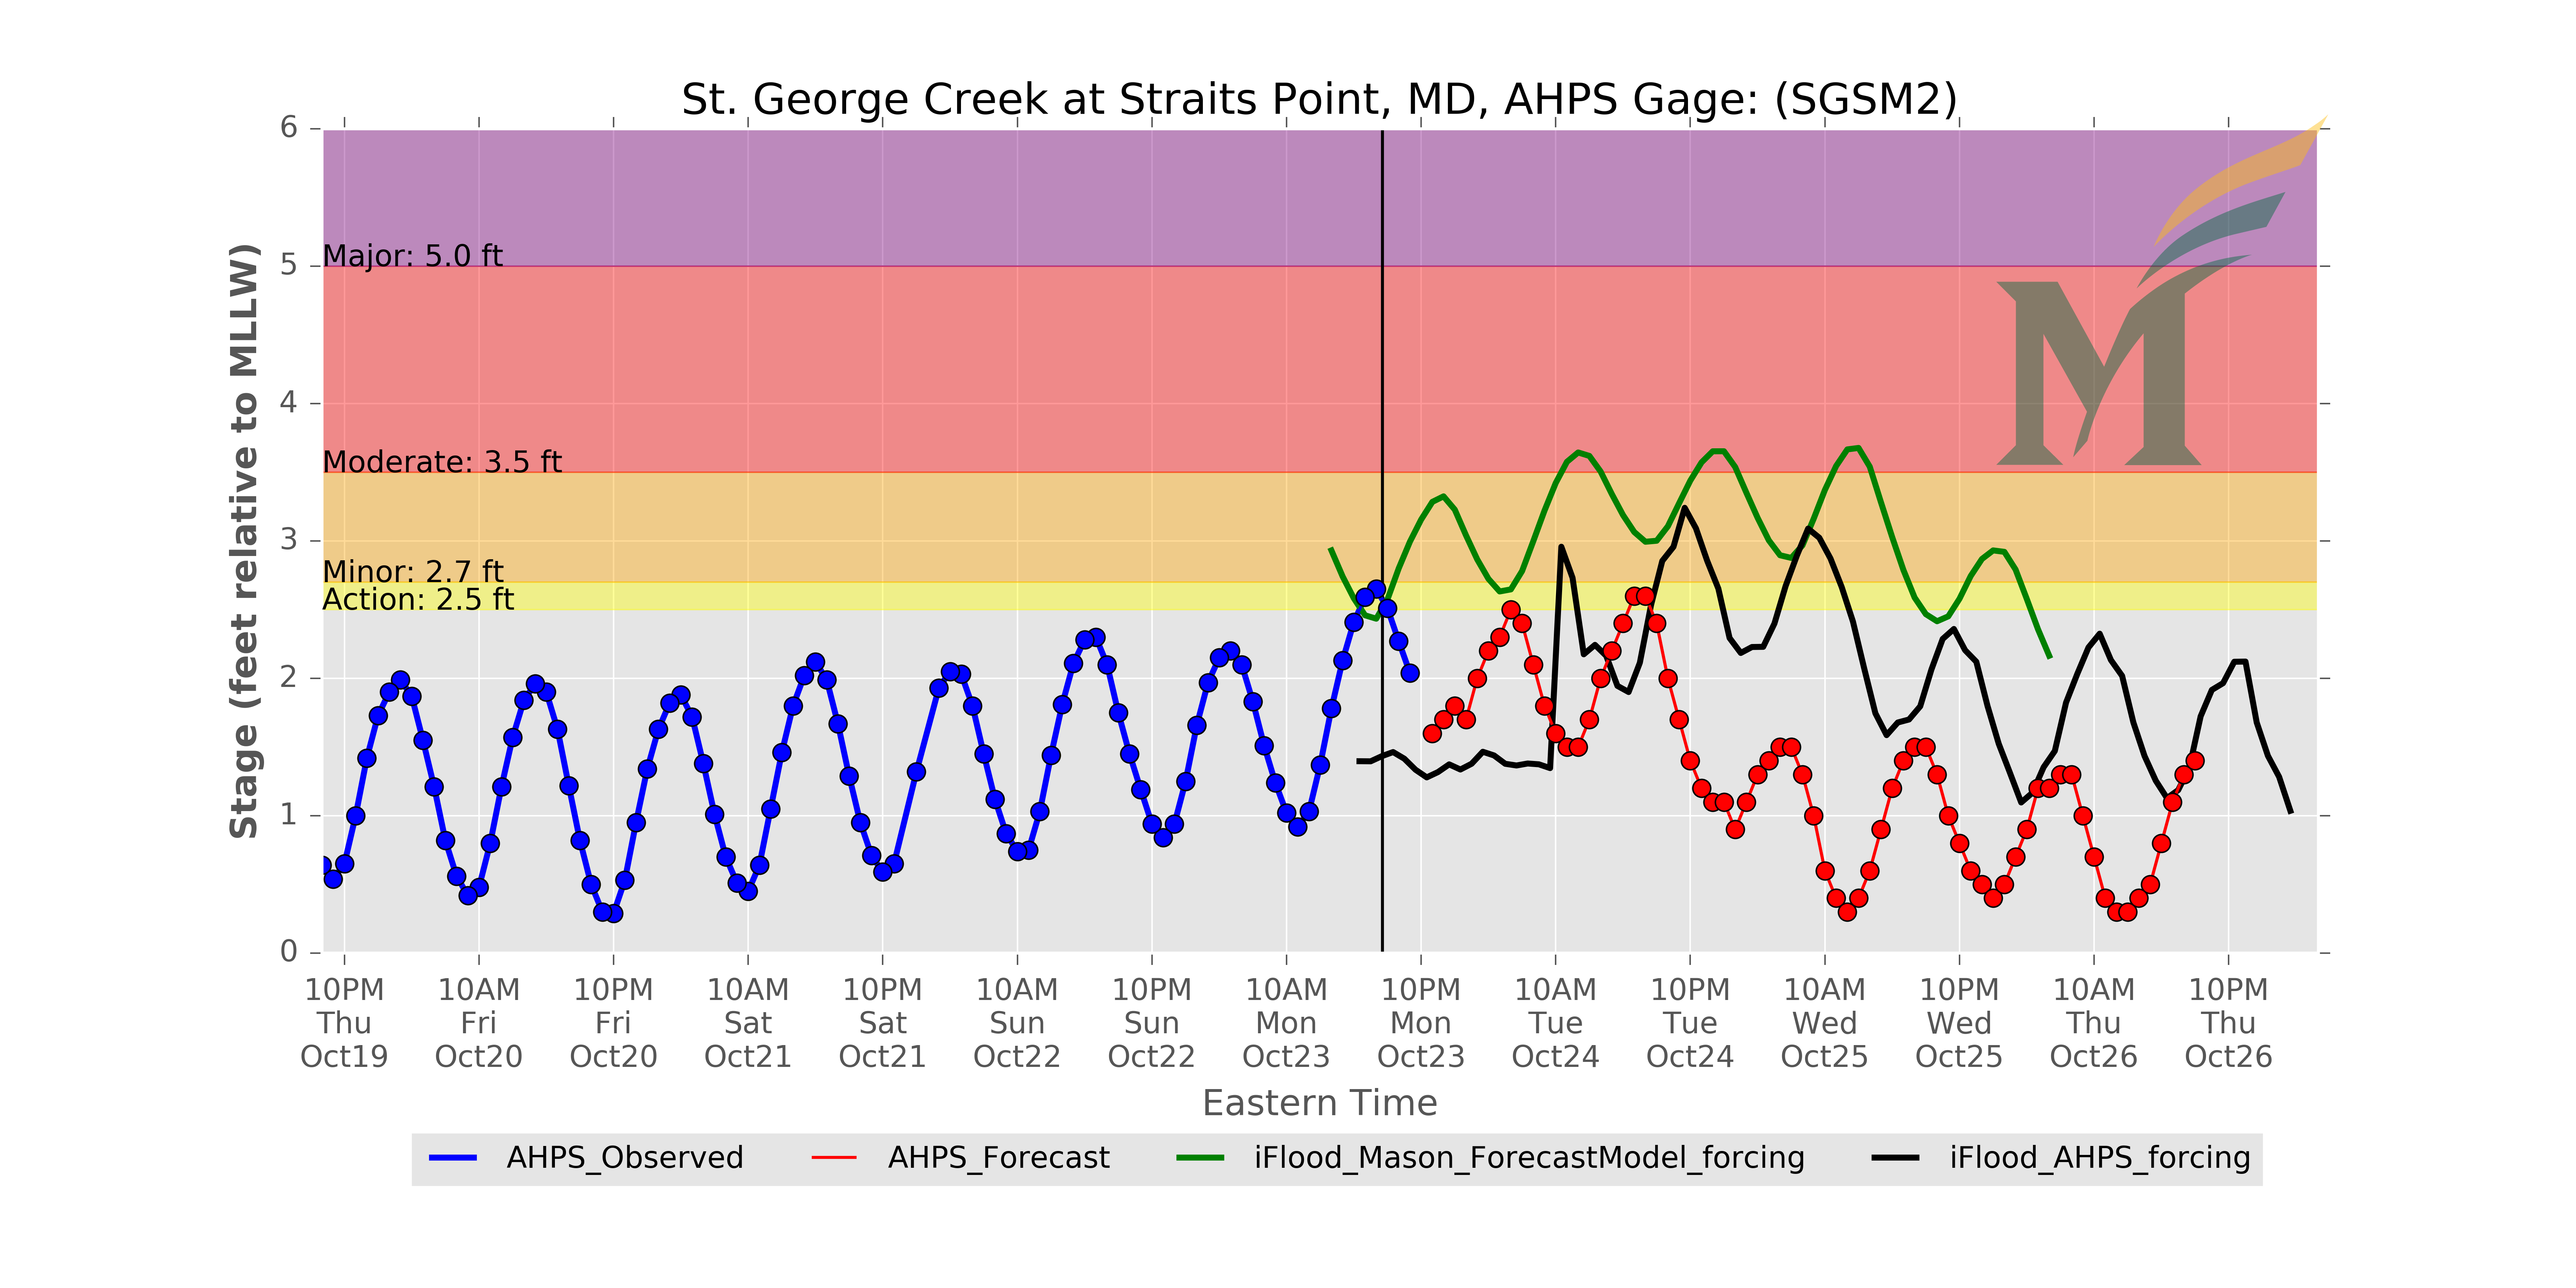 St. George Creek at Straits Point, MD, AHPS Gage: (SGSM2)
Stage (feet relative to MLLW)
6
5
4
3
2
1
0
Major: 5.0 ft
Moderate: 3.5 ft
Minor: 2.7 ft
Action: 2.5 ft
M
10PM 10AM 10PM 10AM 10PM 10AM 10PM 10AM 10PM 10AM 10PM 10AM 10PM 10AM 10PM
Thu Fri Fri Sat Sat Sun Sun Mon Mon Tue Tue Wed Wed Thu Thu
Oct19 Oct20 Oct20 Oct21 Oct21 Oct22 Oct22 Oct23 Oct23 Oct24 Oct24 Oct25 Oct25 Oct26 Oct26
Eastern Time
AHPS_Observed AHPS_Forecast iFlood_Mason_ForecastModel_forcing iFlood_AHPS_forcing